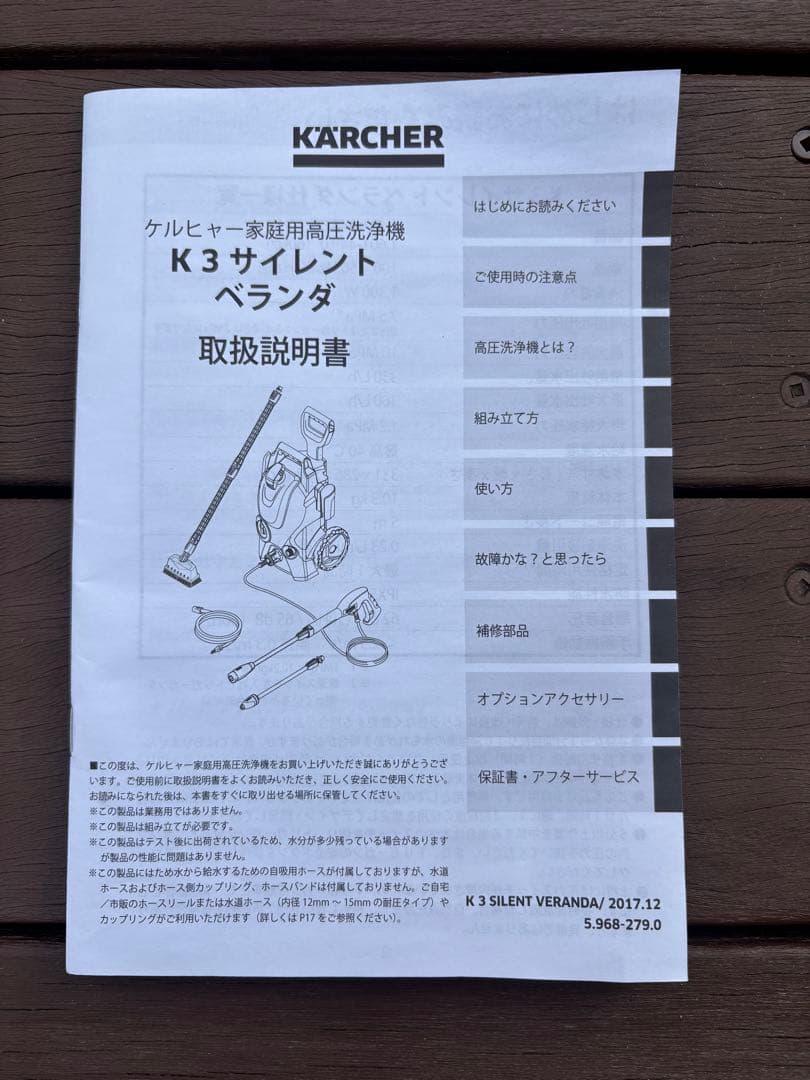 KÄRCHER
ケルヒャー家庭用高圧洗浄機
K 3 サイレント
ベランダ
取扱説明書
はじめにお読みください
ご使用時の注意点
高圧洗浄機とは？
組み立て方
使い方
故障かな？と思ったら
補修部品
オプションアクセサリー
保証書・アフターサービス
■この度は、ケルヒャー家庭用高圧洗浄機をお買い上げいただき誠にありがとうござ
います。ご使用前に取扱説明書をよくお読みいただき、正しく安全にご使用ください。
お読みになられた後は、本書をすぐに取り出せる場所に保管してください。
※この製品は業務用ではありません。
※この製品は組み立てが必要です。
※この製品はテスト後に出荷されているため、水分が多少残っている場合があります
が製品の性能に問題はありません。
※この製品にはため水から給水するための自吸用ホースが付属しておりますが、水道
ホースおよびホース側カップリング、ホースバンドは付属しておりません。ご自宅
／市販のホースリールまたは水道ホース（内径 12mm ～ 15mm の耐圧タイプ）や
カップリングがご利用いただけます（詳しくは P17 をご参照ください）。
K 3 SILENT VERANDA/ 2017.12
5.968-279.0